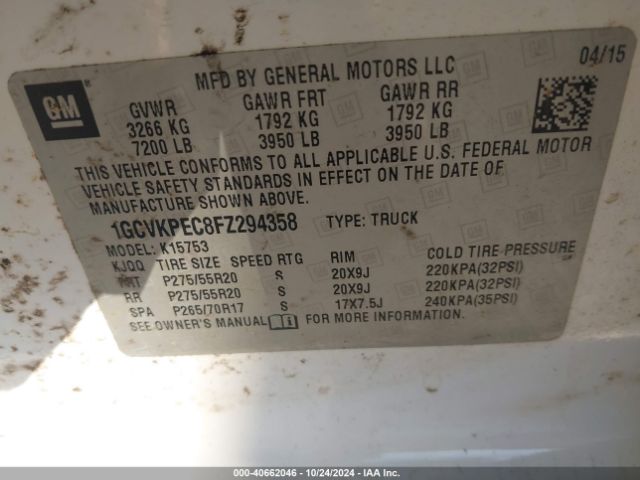 MFD BY GENERAL MOTORS LLC
04/15
GM
GVWR GAWR FRT GAWR RR
3266 KG 1792 KG 1792 KG
7200 LB 3950 LB 3950 LB
THIS VEHICLE CONFORMS TO ALL APPLICABLE U.S. FEDERAL MOTOR
VEHICLE SAFETY STANDARDS IN EFFECT ON THE DATE OF
MANUFACTURE SHOWN ABOVE.
1GCVKPEC8FZ294358 TYPE: TRUCK
MODEL: K15753
KJQQ TIRE SIZE SPEED RTG RIM COLD TIRE PRESSURE
FRT P275/55R20 S 20X9J 220KPA(32PSI)
RR P275/55R20 S 20X9J 220KPA(32PSI)
SPA P265/70R17 S 17X7.5J 240KPA(35PSI)
SEE OWNER'S MANUAL FOR MORE INFORMATION.
000-40662046 - 10/24/2024 - IAAI.com